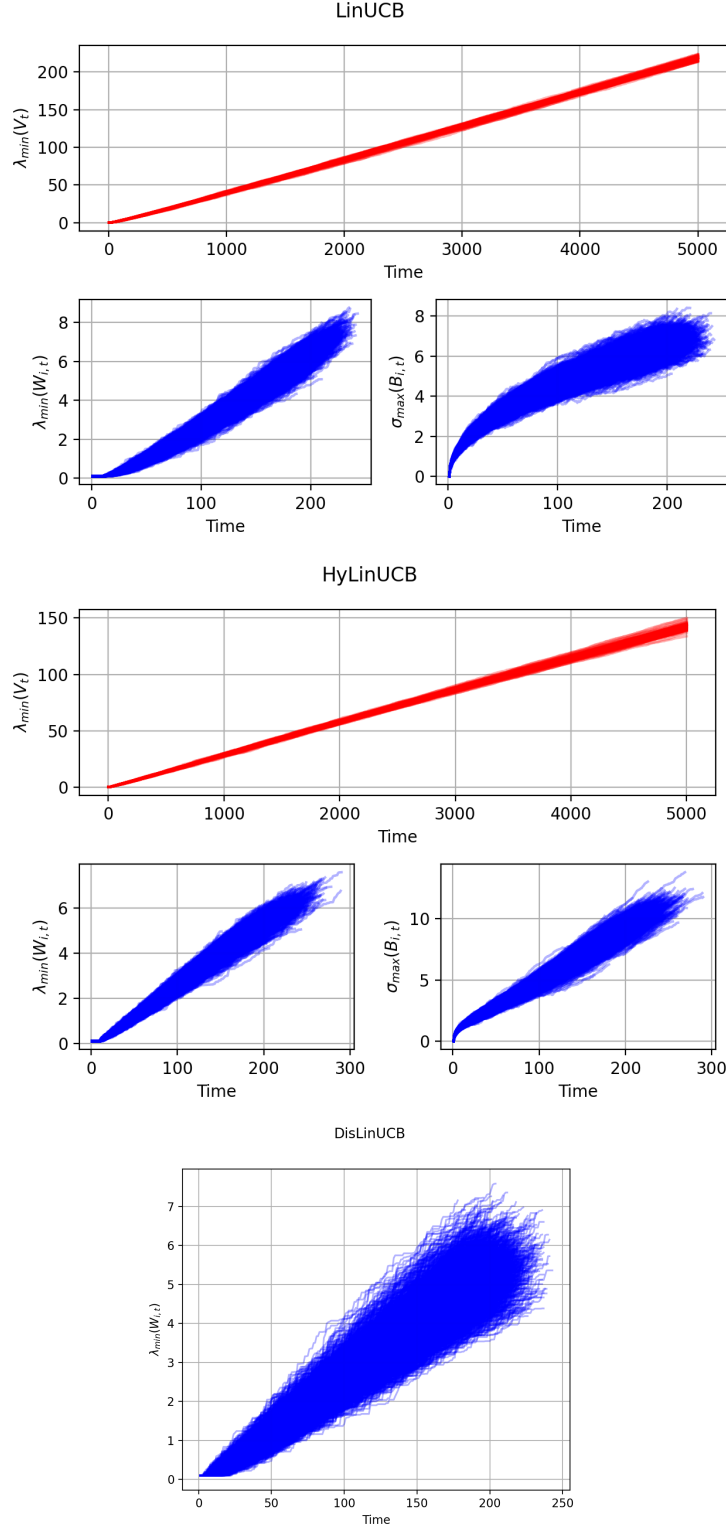 LinUCB
λmin(Vt)
200
150
100
50
0
0 1000 2000 3000 4000 5000
Time
λmin(Wi,t)
8
6
4
2
0
0 100 200
Time
σmax(Bi,t)
8
6
4
2
0
0 100 200
Time
HyLinUCB
λmin(Vt)
150
100
50
0
0 1000 2000 3000 4000 5000
Time
λmin(Wi,t)
6
4
2
0
0 100 200 300
Time
σmax(Bi,t)
10
5
0
0 100 200 300
Time
DisLinUCB
λmin(Wi,t)
7
6
5
4
3
2
1
0
0 50 100 150 200 250
Time